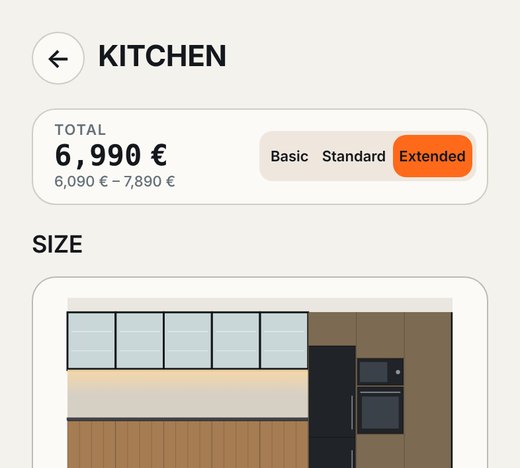 KITCHEN
TOTAL
6,990 €
6,090 € – 7,890 €
Basic Standard Extended
SIZE